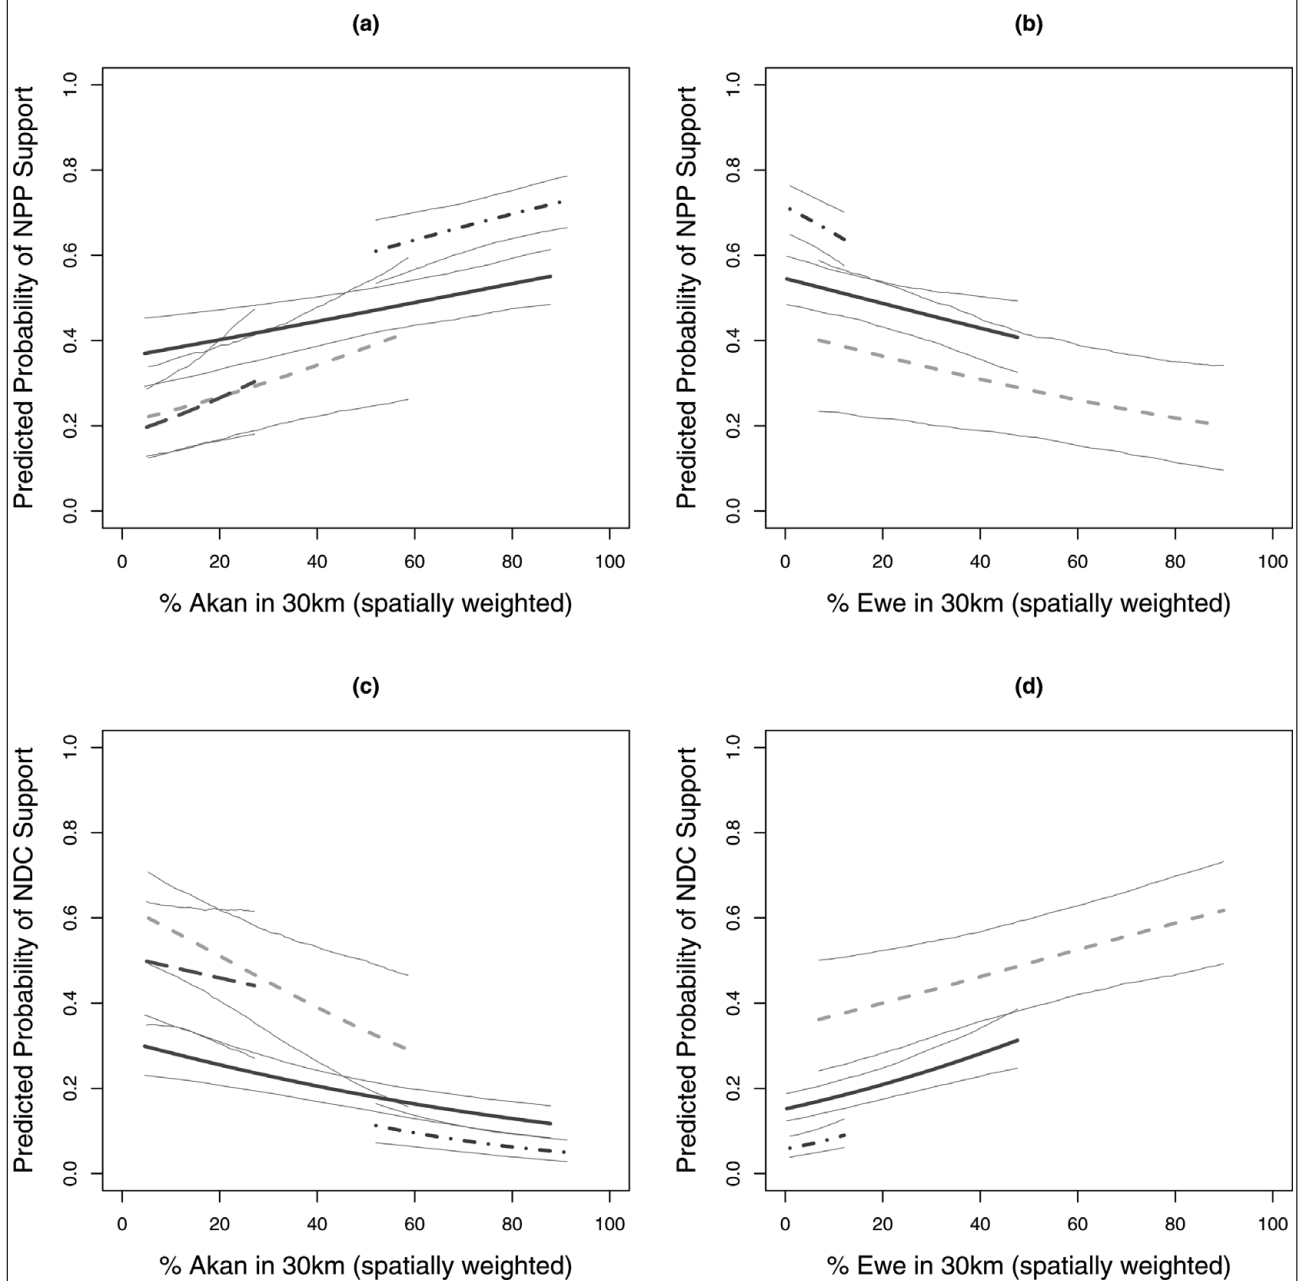 (a)
Predicted Probability of NPP Support
1.0
0.8
0.6
0.4
0.2
0.0
0 20 40 60 80 100
% Akan in 30km (spatially weighted)
(b)
Predicted Probability of NPP Support
1.0
0.8
0.6
0.4
0.2
0.0
0 20 40 60 80 100
% Ewe in 30km (spatially weighted)
(c)
Predicted Probability of NDC Support
1.0
0.8
0.6
0.4
0.2
0.0
0 20 40 60 80 100
% Akan in 30km (spatially weighted)
(d)
Predicted Probability of NDC Support
1.0
0.8
0.6
0.4
0.2
0.0
0 20 40 60 80 100
% Ewe in 30km (spatially weighted)